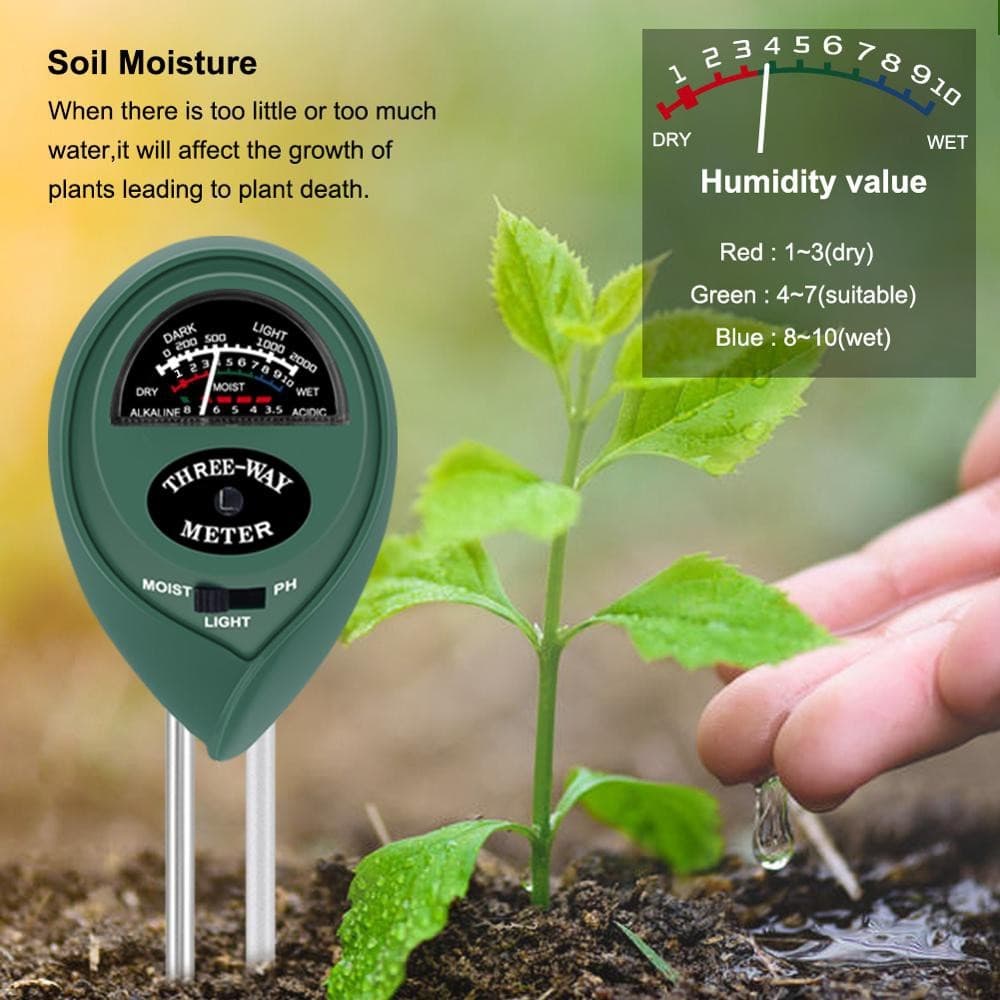 Soil Moisture
When there is too little or too much
water,it will affect the growth of
plants leading to plant death.
1 2 3 4 5 6 7 8 9 10
DRY WET
Humidity value
Red : 1~3(dry)
Green : 4~7(suitable)
Blue : 8~10(wet)
DARK LIGHT
0 200 500 1000 2000
1 2 3 4 5 6 7 8 9 10
DRY MOIST WET
ALKALINE 8 7 6 5 4 3.5 ACIDIC
THREE-WAY
METER
MOIST PH
LIGHT